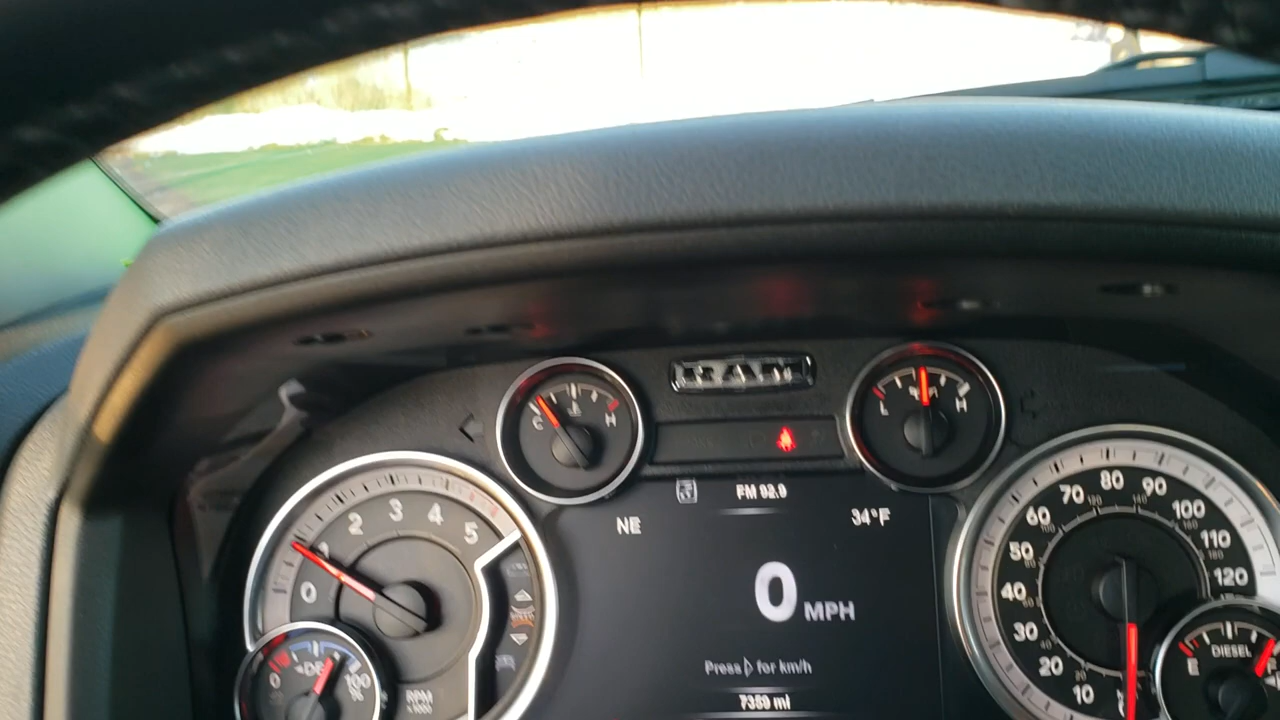 RAM
C H
L H
FM 92.9
NE
34°F
0 MPH
Press ▷ for km/h
7359 mi
0 1 2 3 4 5
RPM
x1000
0 DEF 100
10 20 30 40 50 60 70 80 90 100 110 120
E DIESEL F